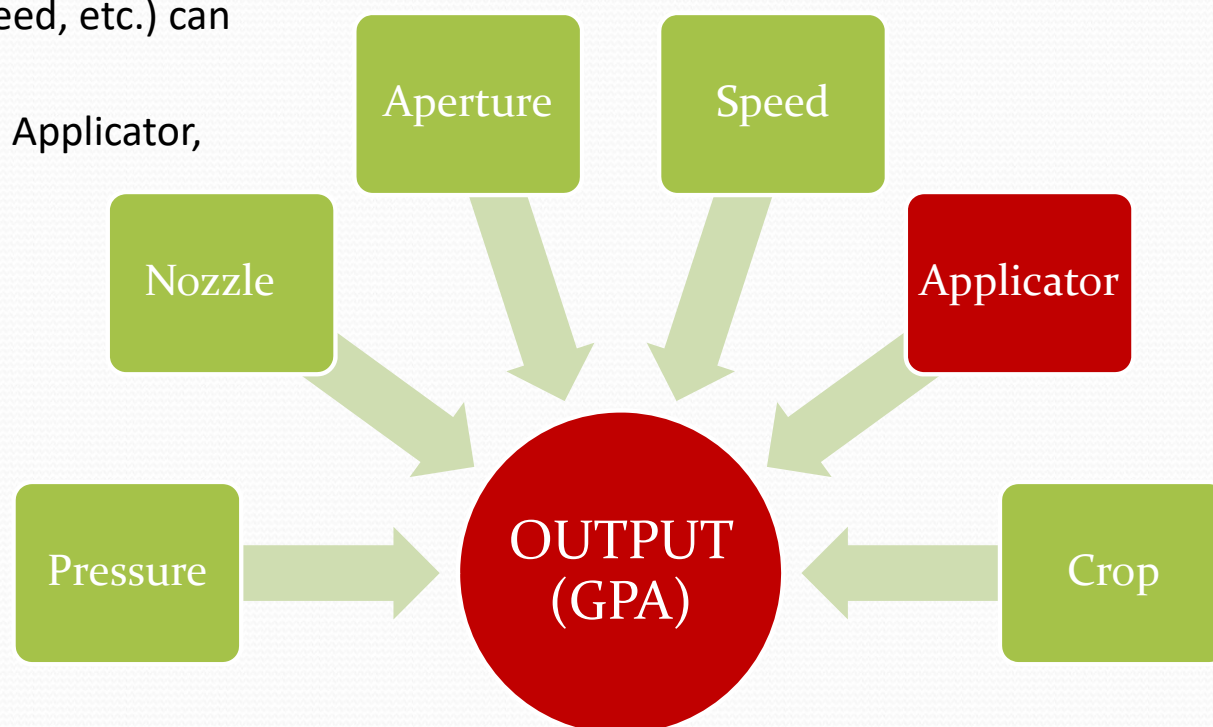 eed, etc.) can
Applicator,
Aperture
Speed
Nozzle
Applicator
Pressure
OUTPUT
(GPA)
Crop